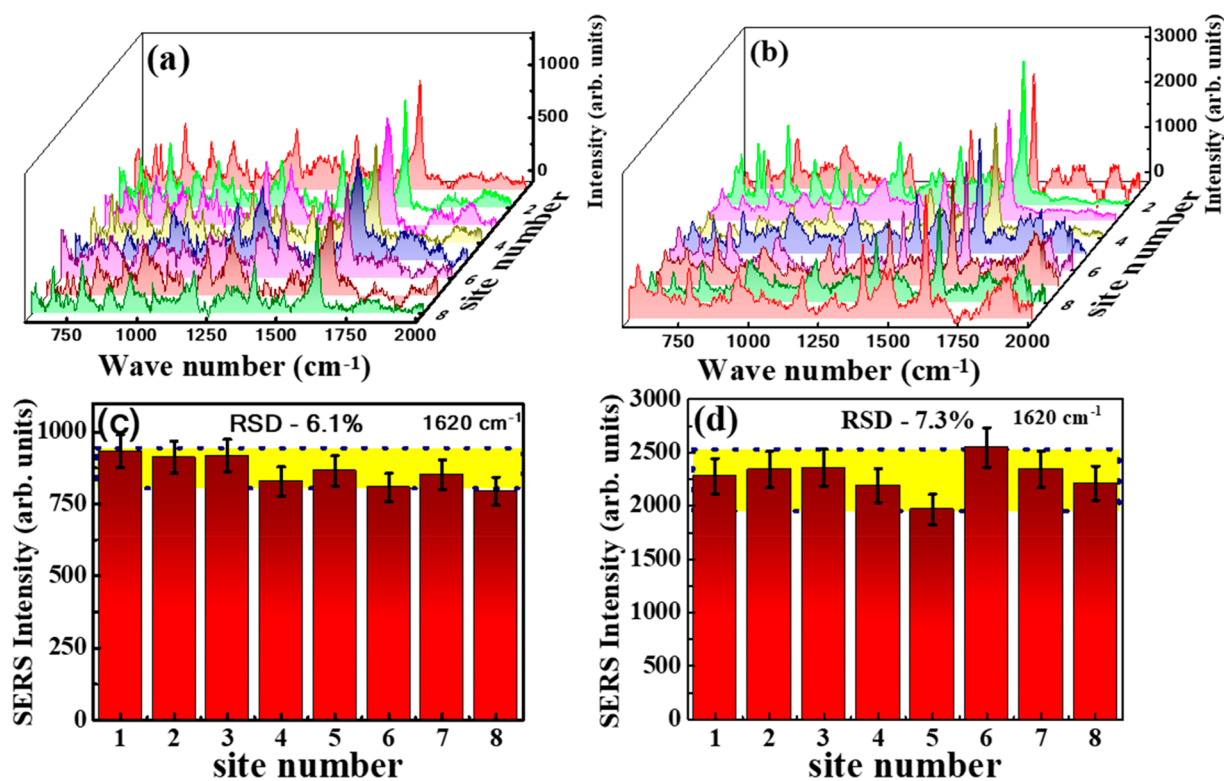 (a)
1000
500
0
Intensity (arb. units)
2
4
6
8
site number
750 1000 1250 1500 1750 2000
Wave number (cm-1)
(b)
3000
2000
1000
0
Intensity (arb. units)
2
4
6
8
site number
750 1000 1250 1500 1750 2000
Wave number (cm-1)
(c)
RSD - 6.1%
1620 cm-1
1000
750
500
250
0
SERS Intensity (arb. units)
1 2 3 4 5 6 7 8
site number
(d)
RSD - 7.3%
1620 cm-1
3000
2500
2000
1500
1000
500
0
SERS Intensity (arb. units)
1 2 3 4 5 6 7 8
site number